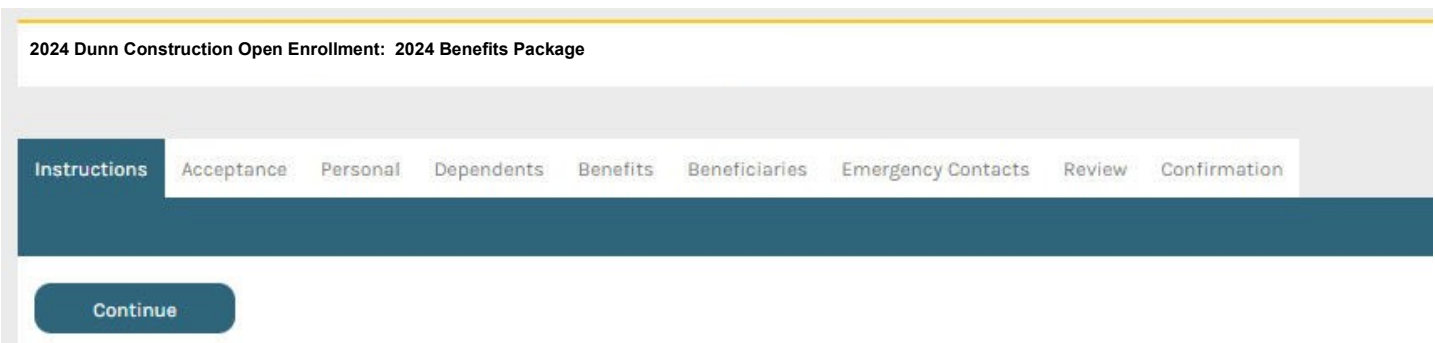 2024 Dunn Construction Open Enrollment: 2024 Benefits Package
Instructions Acceptance Personal Dependents Benefits Beneficiaries Emergency Contacts Review Confirmation
Continue